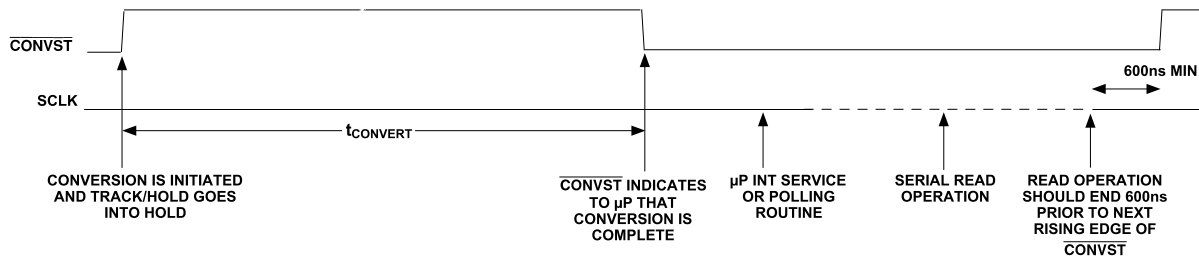 CONVST
600ns MIN
SCLK
tCONVERT
CONVERSION IS INITIATED
AND TRACK/HOLD GOES
INTO HOLD
CONVST INDICATES
TO µP THAT
CONVERSION IS
COMPLETE
µP INT SERVICE
OR POLLING
ROUTINE
SERIAL READ
OPERATION
READ OPERATION
SHOULD END 600ns
PRIOR TO NEXT
RISING EDGE OF
CONVST